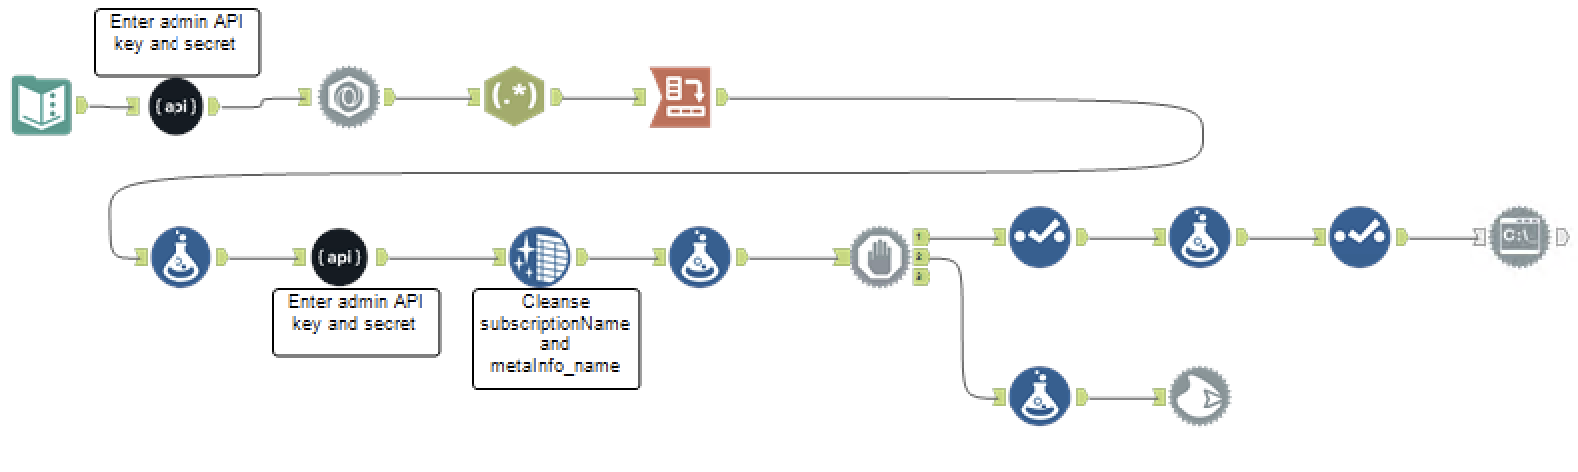 Enter admin API
key and secret
{api}
(.*)
{api}
Enter admin API
key and secret
Cleanse
subscriptionName
and
metaInfo_name
1
2
C:\_